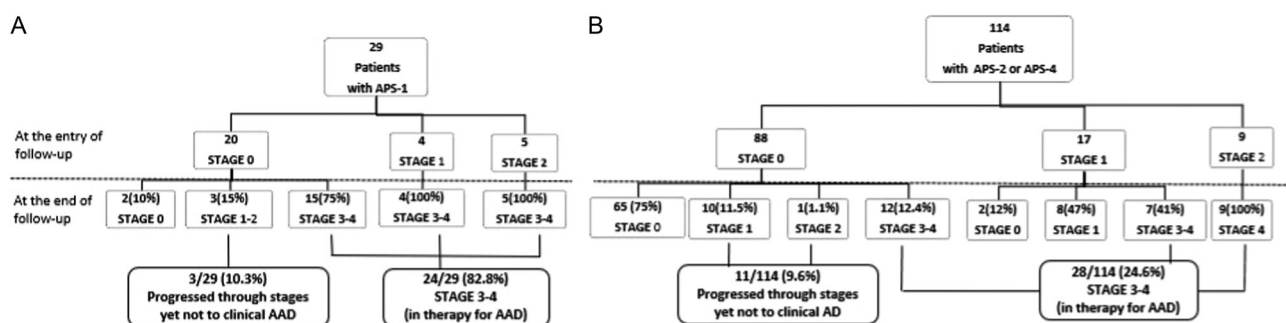 A
29
Patients
with APS-1
At the entry of
follow-up
20
STAGE 0
4
STAGE 1
5
STAGE 2
At the end of
follow-up
2(10%)
STAGE 0
3(15%)
STAGE 1-2
15(75%)
STAGE 3-4
4(100%)
STAGE 3-4
5(100%)
STAGE 3-4
3/29 (10.3%)
Progressed through stages
yet not to clinical AAD
24/29 (82.8%)
STAGE 3-4
(in therapy for AAD)
B
114
Patients
with APS-2 or APS-4
88
STAGE 0
17
STAGE 1
9
STAGE 2
65 (75%)
STAGE 0
10(11.5%)
STAGE 1
1(1.1%)
STAGE 2
12(12.4%)
STAGE 3-4
2(12%)
STAGE 0
8(47%)
STAGE 1
7(41%)
STAGE 3-4
9(100%)
STAGE 4
11/114 (9.6%)
Progressed through stages
yet not to clinical AD
28/114 (24.6%)
STAGE 3-4
(in therapy for AAD)